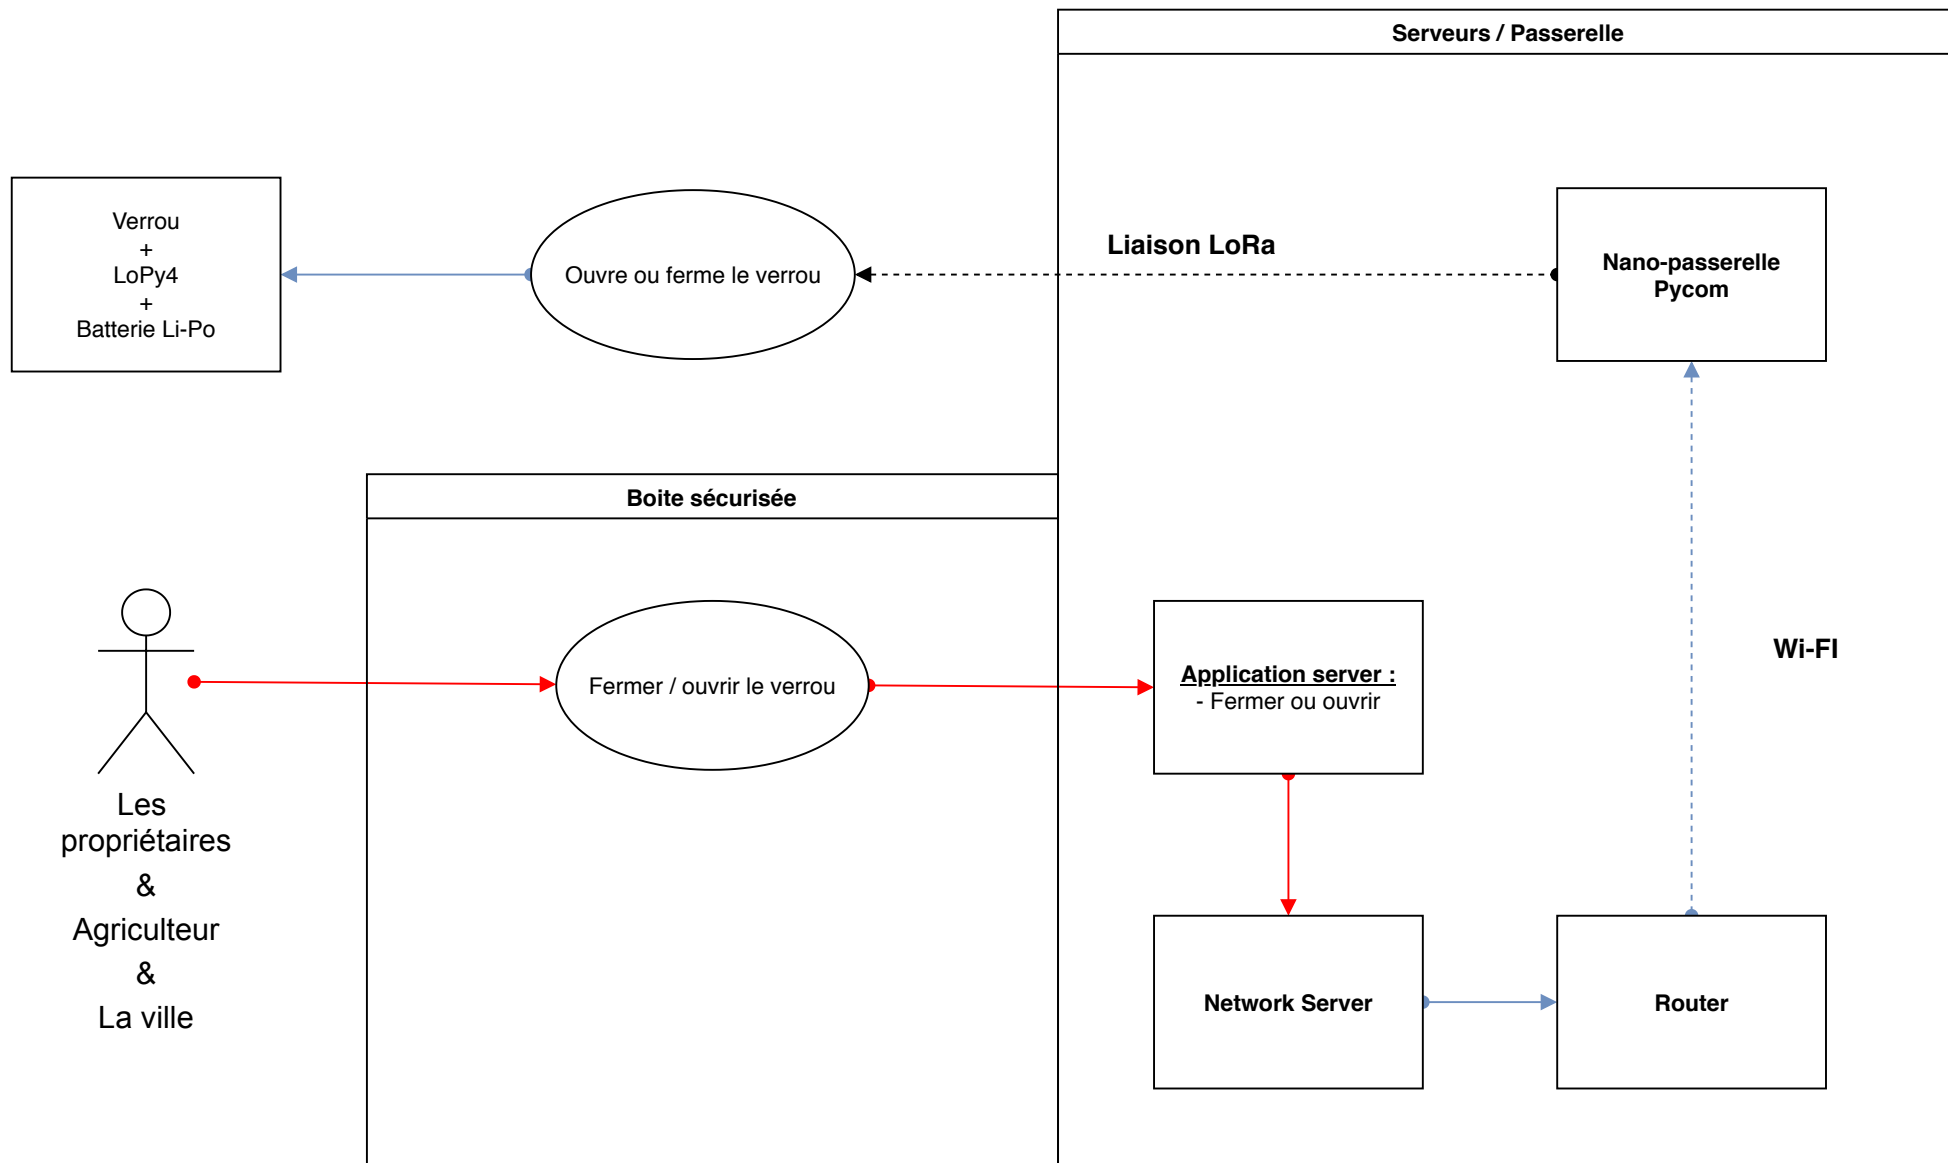 Serveurs / Passerelle
Verrou
+
LoPy4
+
Batterie Li-Po
Ouvre ou ferme le verrou
Liaison LoRa
Nano-passerelle
Pycom
Boite sécurisée
Les
propriétaires
&
Agriculteur
&
La ville
Fermer / ouvrir le verrou
Application server :
- Fermer ou ouvrir
Wi-FI
Network Server
Router